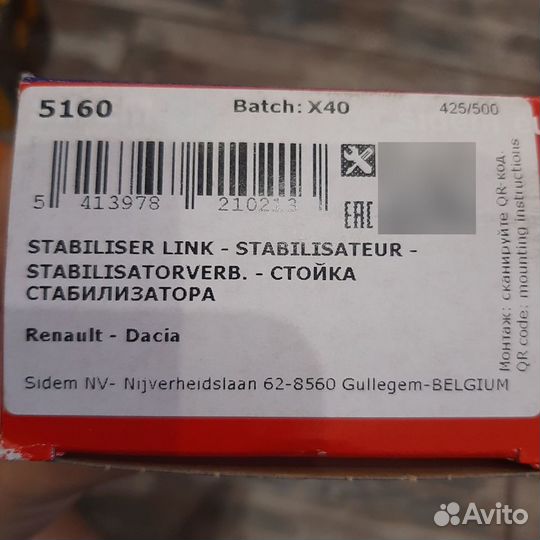 5160 Batch: X40 425/500
5 413978 210213
EAC
STABILISER LINK - STABILISATEUR -
STABILISATORVERB. - СТОЙКА
СТАБИЛИЗАТОРА
Renault - Dacia
Sidem NV- Nijverheidslaan 62-8560 Gullegem-BELGIUM
Монтаж: сканируйте QR-код.
QR code: mounting instructions
Avito